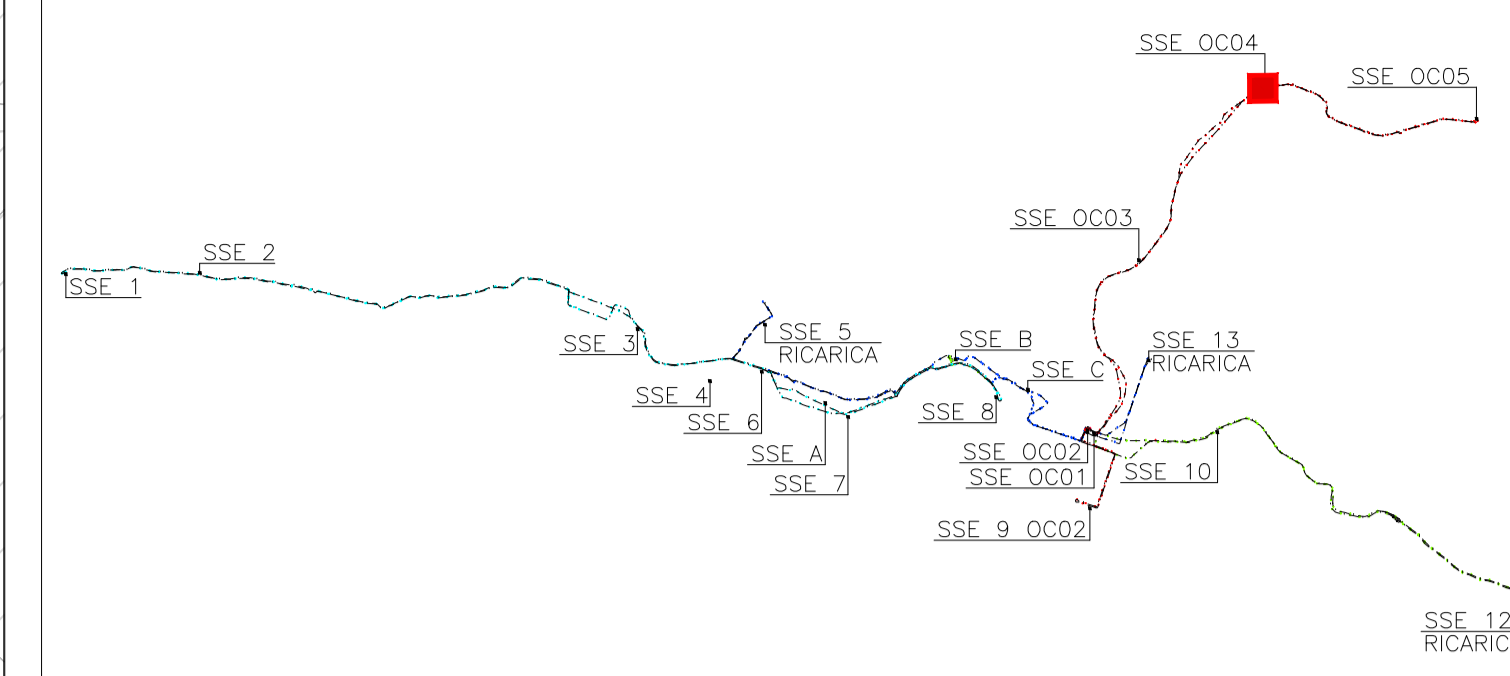 SSE OC04
SSE OC05
SSE OC03
SSE 2
SSE 1
SSE 3
SSE 5
RICARICA
SSE B
SSE 13
RICARICA
SSE C
SSE 4
SSE 6
SSE 8
SSE A
SSE OC02
SSE 7
SSE OC01
SSE 10
SSE 9 OC02
SSE 12
RICARIC